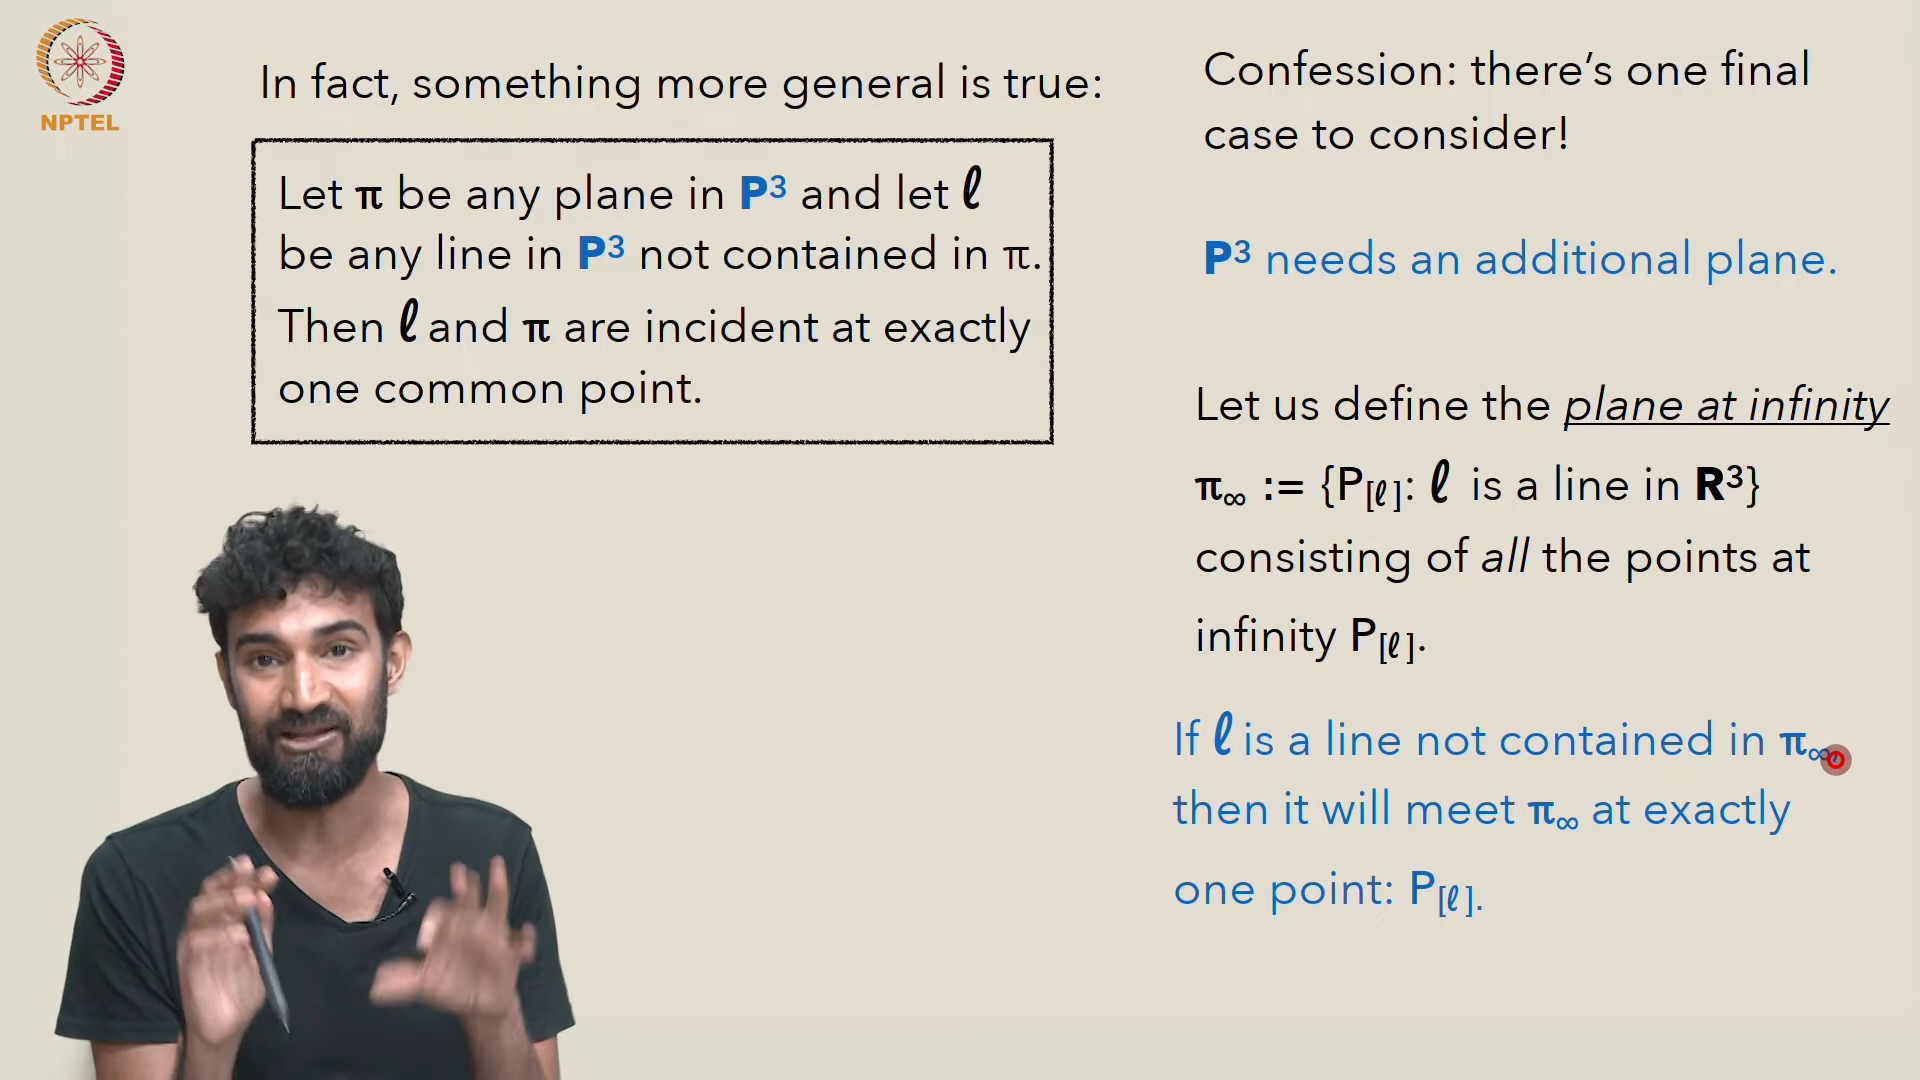 NPTEL
In fact, something more general is true:
Let π be any plane in P³ and let ℓ
be any line in P³ not contained in π.
Then ℓ and π are incident at exactly
one common point.
Confession: there’s one final
case to consider!
P³ needs an additional plane.
Let us define the plane at infinity
π∞ := {P[ℓ]: ℓ is a line in R³}
consisting of all the points at
infinity P[ℓ].
If ℓ is a line not contained in π∞,
then it will meet π∞ at exactly
one point: P[ℓ].